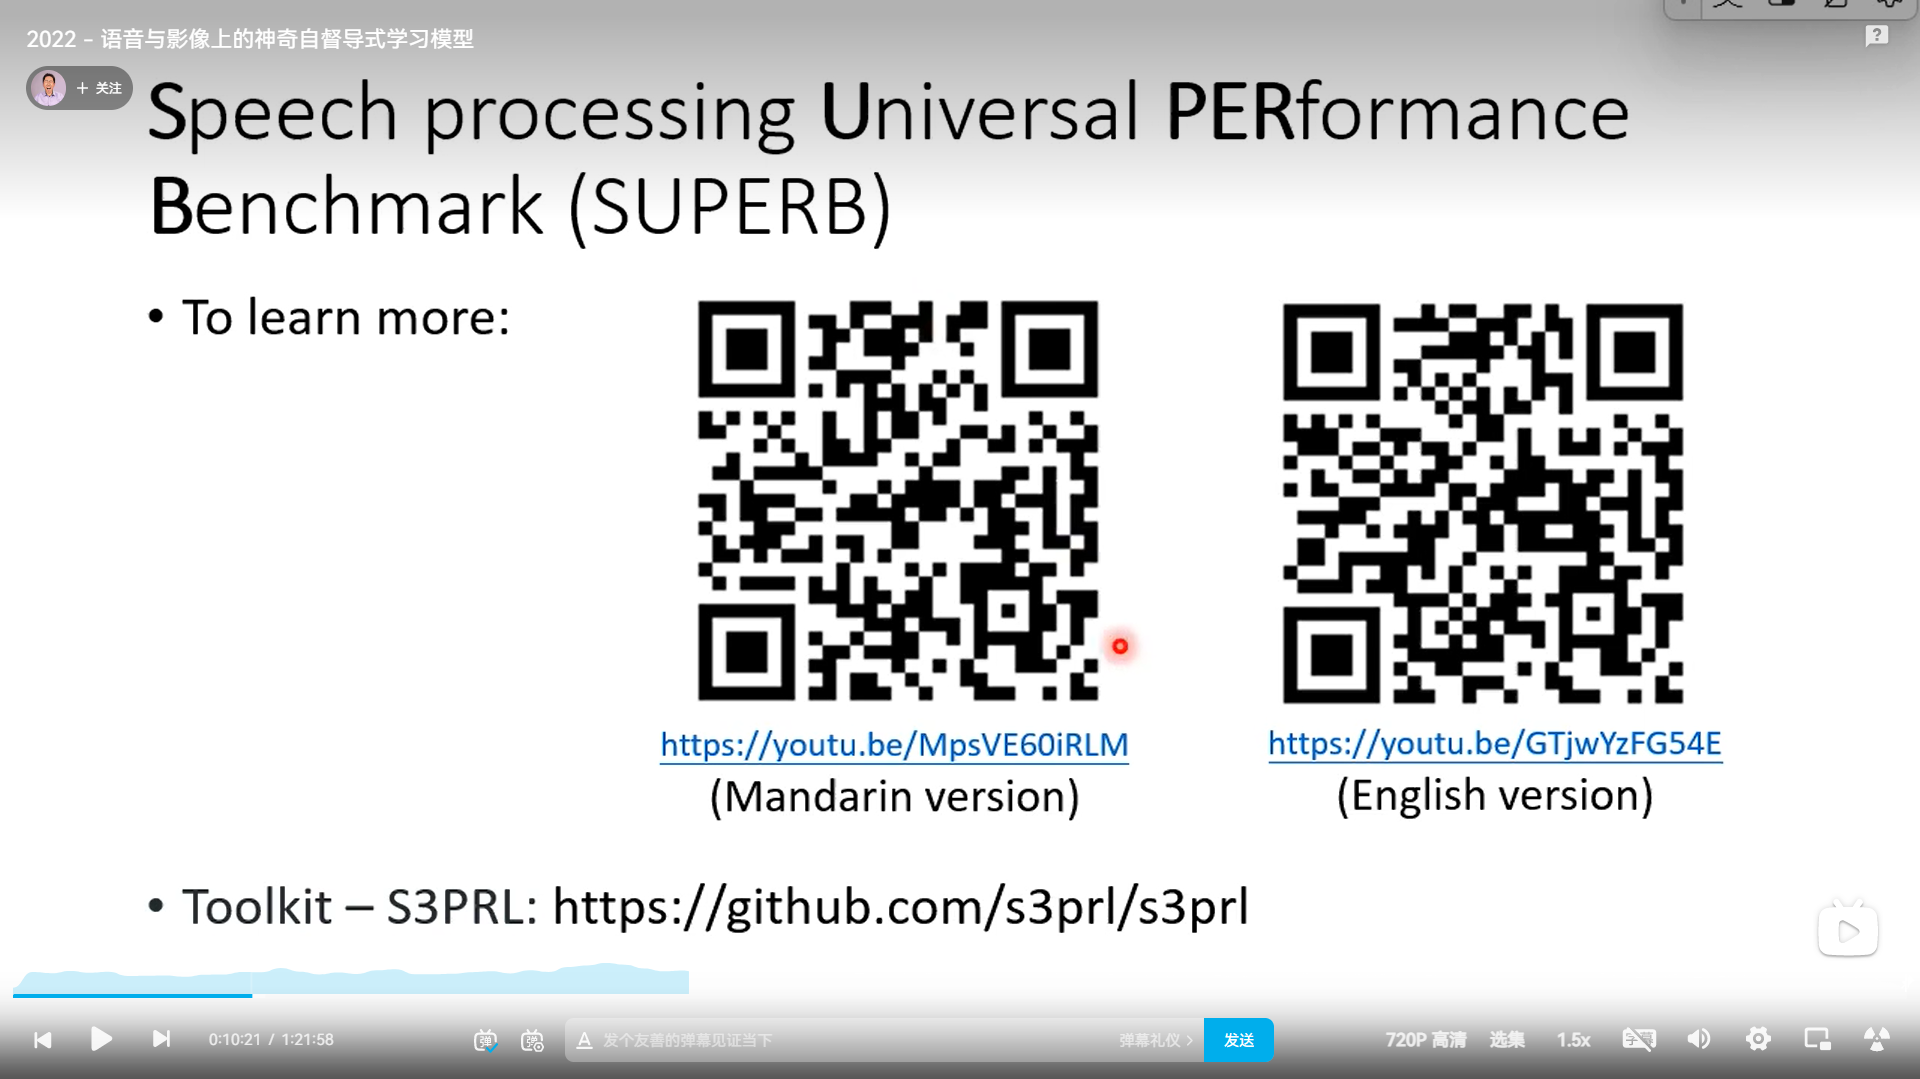 2022 - 语音与影像上的神奇自督导式学习模型
+ 关注
Speech processing Universal PERformance
Benchmark (SUPERB)
• To learn more:
https://youtu.be/MpsVE60iRLM
(Mandarin version)
https://youtu.be/GTjwYzFG54E
(English version)
• Toolkit – S3PRL: https://github.com/s3prl/s3prl
0:10:21 / 1:21:58
弹
弹
A 发个友善的弹幕见证当下
弹幕礼仪 >
发送
720P 高清
选集
1.5x
字幕